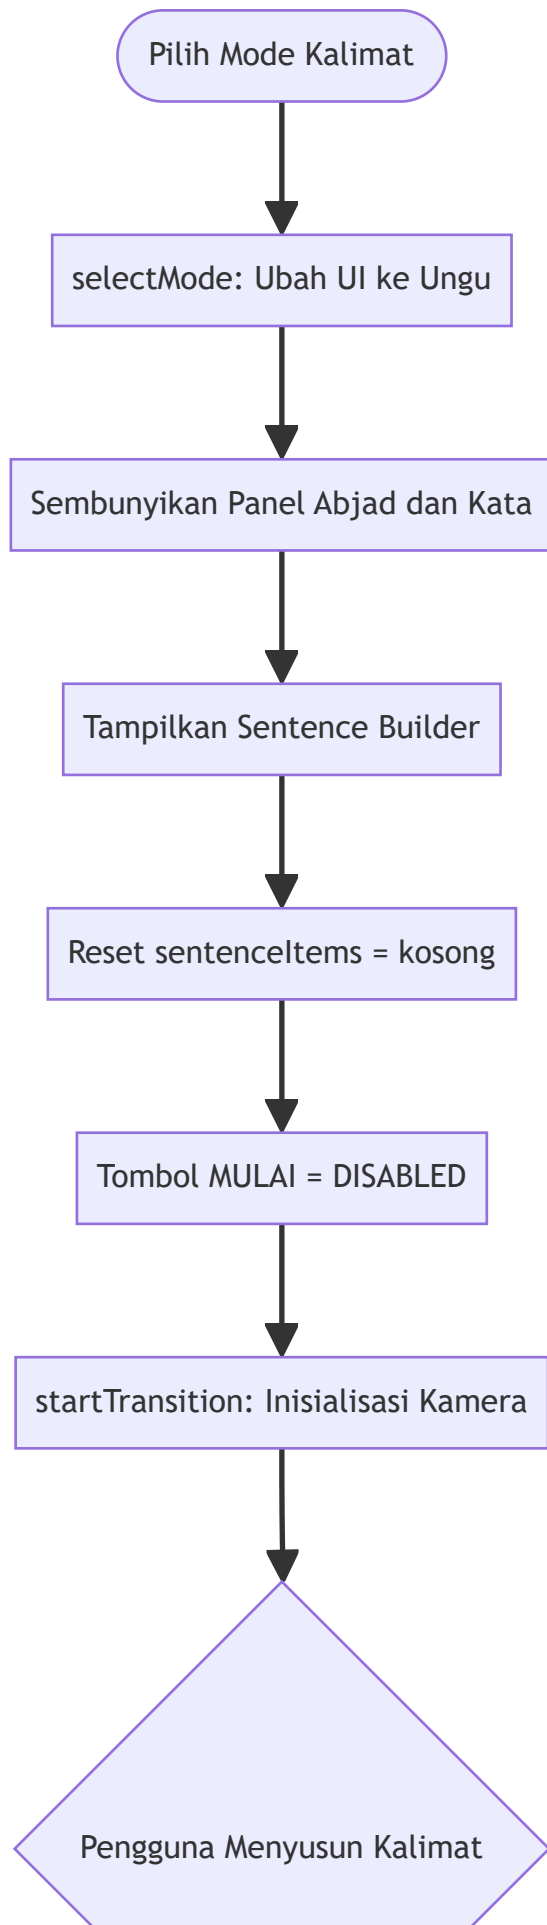 Pilih Mode Kalimat
selectMode: Ubah UI ke Ungu
Sembunyikan Panel Abjad dan Kata
Tampilkan Sentence Builder
Reset sentenceItems = kosong
Tombol MULAI = DISABLED
startTransition: Inisialisasi Kamera
Pengguna Menyusun Kalimat